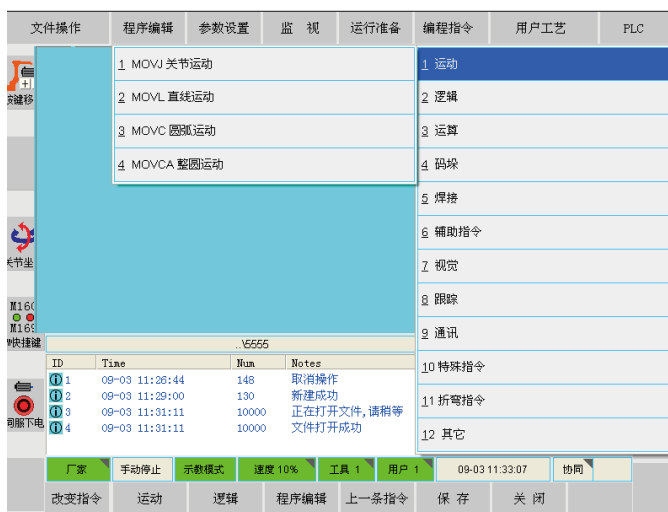 文件操作 程序编辑 参数设置 监 视 运行准备 编程指令 用户工艺 PLC
1 MOVJ 关节运动
2 MOVL 直线运动
3 MOVC 圆弧运动
4 MOVCA 整圆运动
1 运动
2 逻辑
3 运算
4 码垛
5 焊接
6 辅助指令
7 视觉
8 跟踪
9 通讯
10 特殊指令
11 折弯指令
12 其它
关节坐
M160
M165
快捷键
伺服下电
..\5555
ID Time Num Notes
1 09-03 11:26:44 148 取消操作
2 09-03 11:29:00 130 新建成功
3 09-03 11:31:11 10000 正在打开文件,请稍等
4 09-03 11:31:11 10000 文件打开成功
厂家 手动停止 示教模式 速度 10% 工具 1 用户 1 09-03 11:33:07 协同
改变指令 运动 逻辑 程序编辑 上一条指令 保 存 关 闭